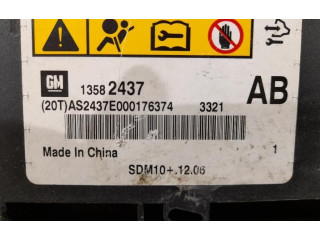 GM
1358 2437
AB
(20T)AS2437E000176374 3321
Made In China
1
SDM10+.12.06